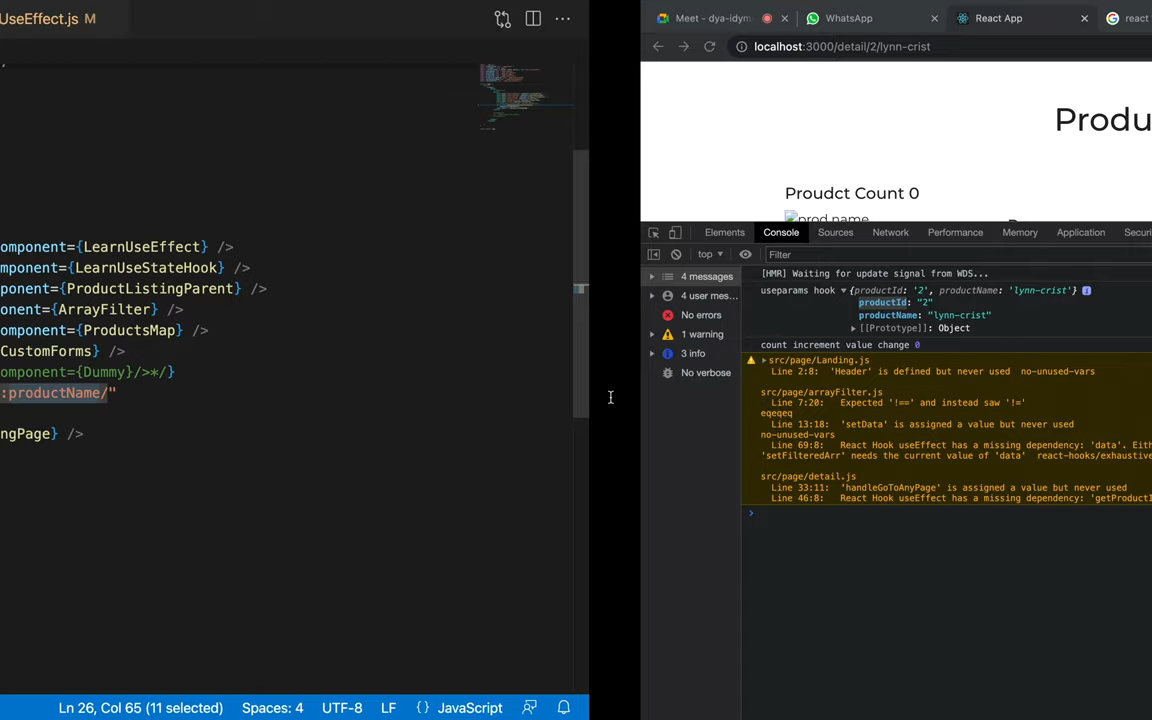 UseEffect.js M
Meet - dya-idym
WhatsApp
React App
react
localhost:3000/detail/2/lynn-crist
Produ
Proudct Count 0
prod name
Elements
Console
Sources
Network
Performance
Memory
Application
Securi
top
Filter
omponent={LearnUseEffect} />
mponent={LearnUseStateHook} />
ponent={ProductListingParent} />
onent={ArrayFilter} />
omponent={ProductsMap} />
CustomForms} />
omponent={Dummy}/>*/}
:productName/"
ngPage} />
4 messages
4 user mes...
No errors
1 warning
3 info
No verbose
[HMR] Waiting for update signal from WDS...
useparams hook ▼{productId: '2', productName: 'lynn-crist'} i
productId: "2"
productName: "lynn-crist"
▶[[Prototype]]: Object
count increment value change 0
▶src/page/Landing.js
Line 2:8: 'Header' is defined but never used no-unused-vars
src/page/arrayFilter.js
Line 7:20: Expected '!==' and instead saw '!='
eqeqeq
Line 13:18: 'setData' is assigned a value but never used
no-unused-vars
Line 69:8: React Hook useEffect has a missing dependency: 'data'. Eit
'setFilteredArr' needs the current value of 'data' react-hooks/exhaustive
src/page/detail.js
Line 33:11: 'handleGoToAnyPage' is assigned a value but never used
Line 46:8: React Hook useEffect has a missing dependency: 'getProductI
>
Ln 26, Col 65 (11 selected)
Spaces: 4
UTF-8
LF
{} JavaScript